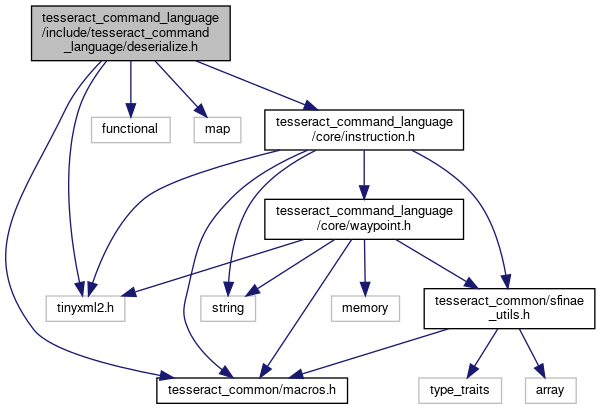 tesseract_command_language
/include/tesseract_command
_language/deserialize.h
functional
map
tesseract_command_language
/core/instruction.h
tesseract_command_language
/core/waypoint.h
tinyxml2.h
string
memory
tesseract_common/sfinae
_utils.h
tesseract_common/macros.h
type_traits
array